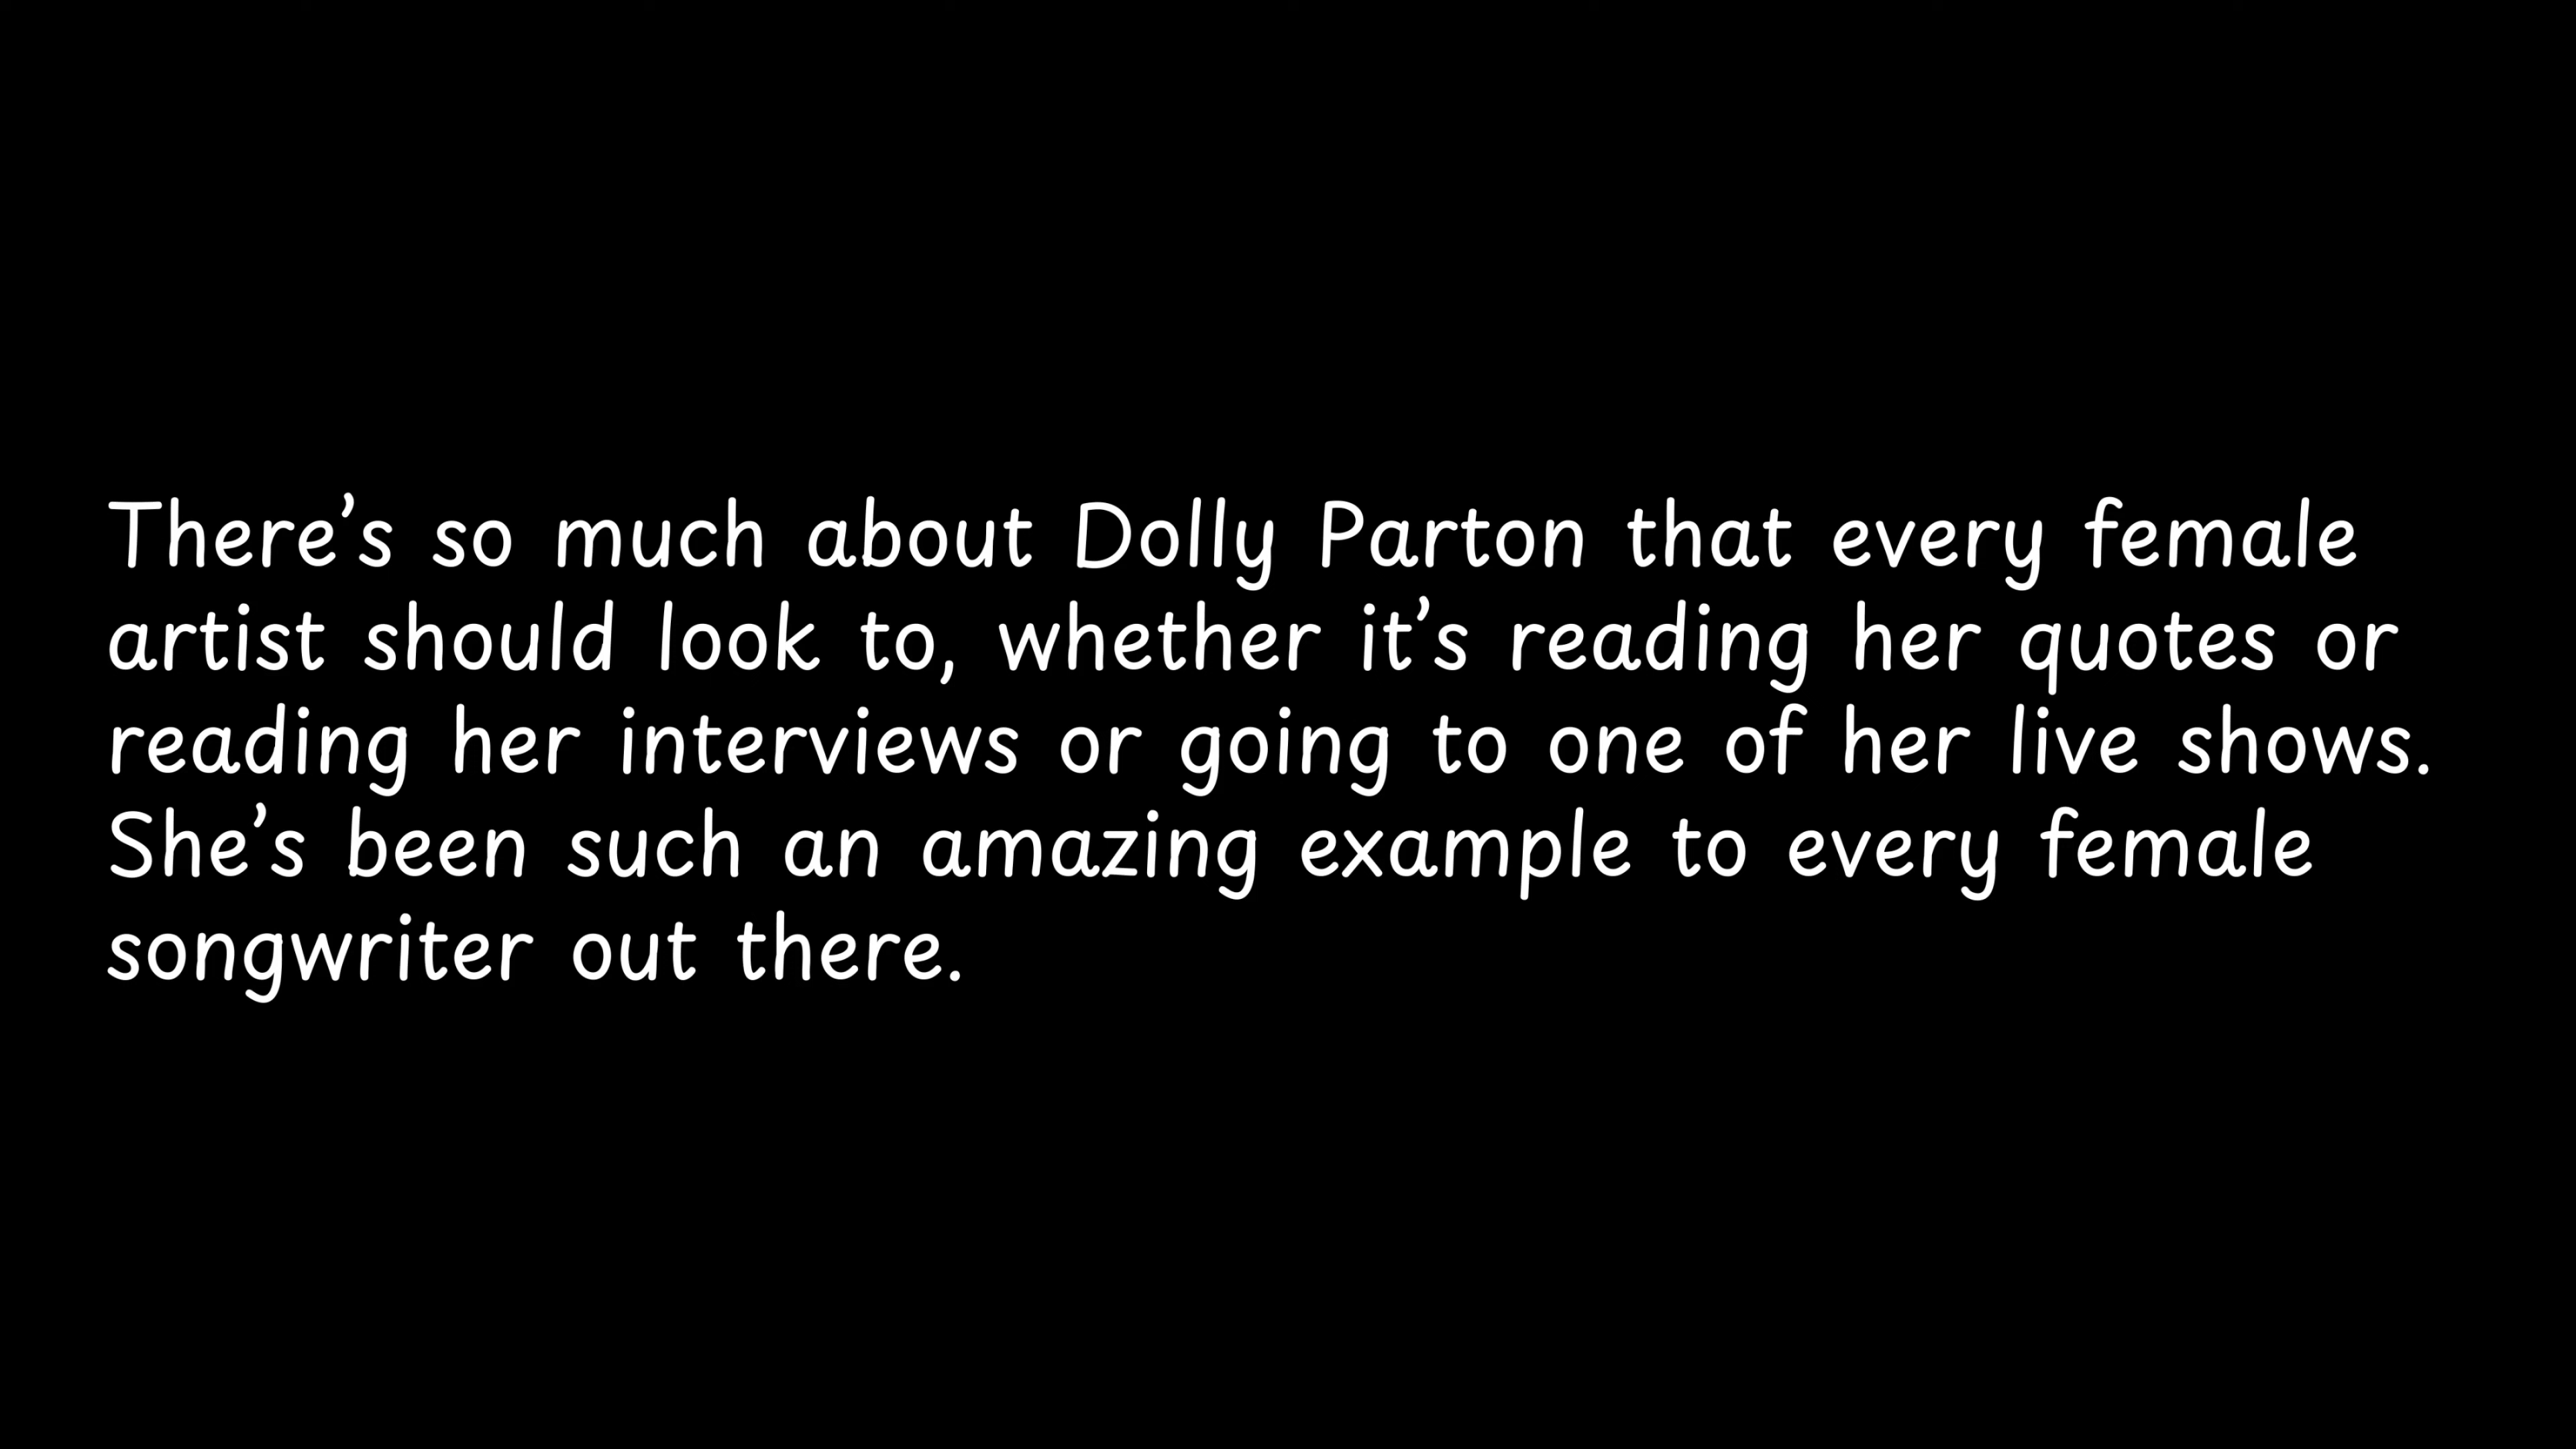 There’s so much about Dolly Parton that every female
artist should look to, whether it’s reading her quotes or
reading her interviews or going to one of her live shows.
She’s been such an amazing example to every female
songwriter out there.